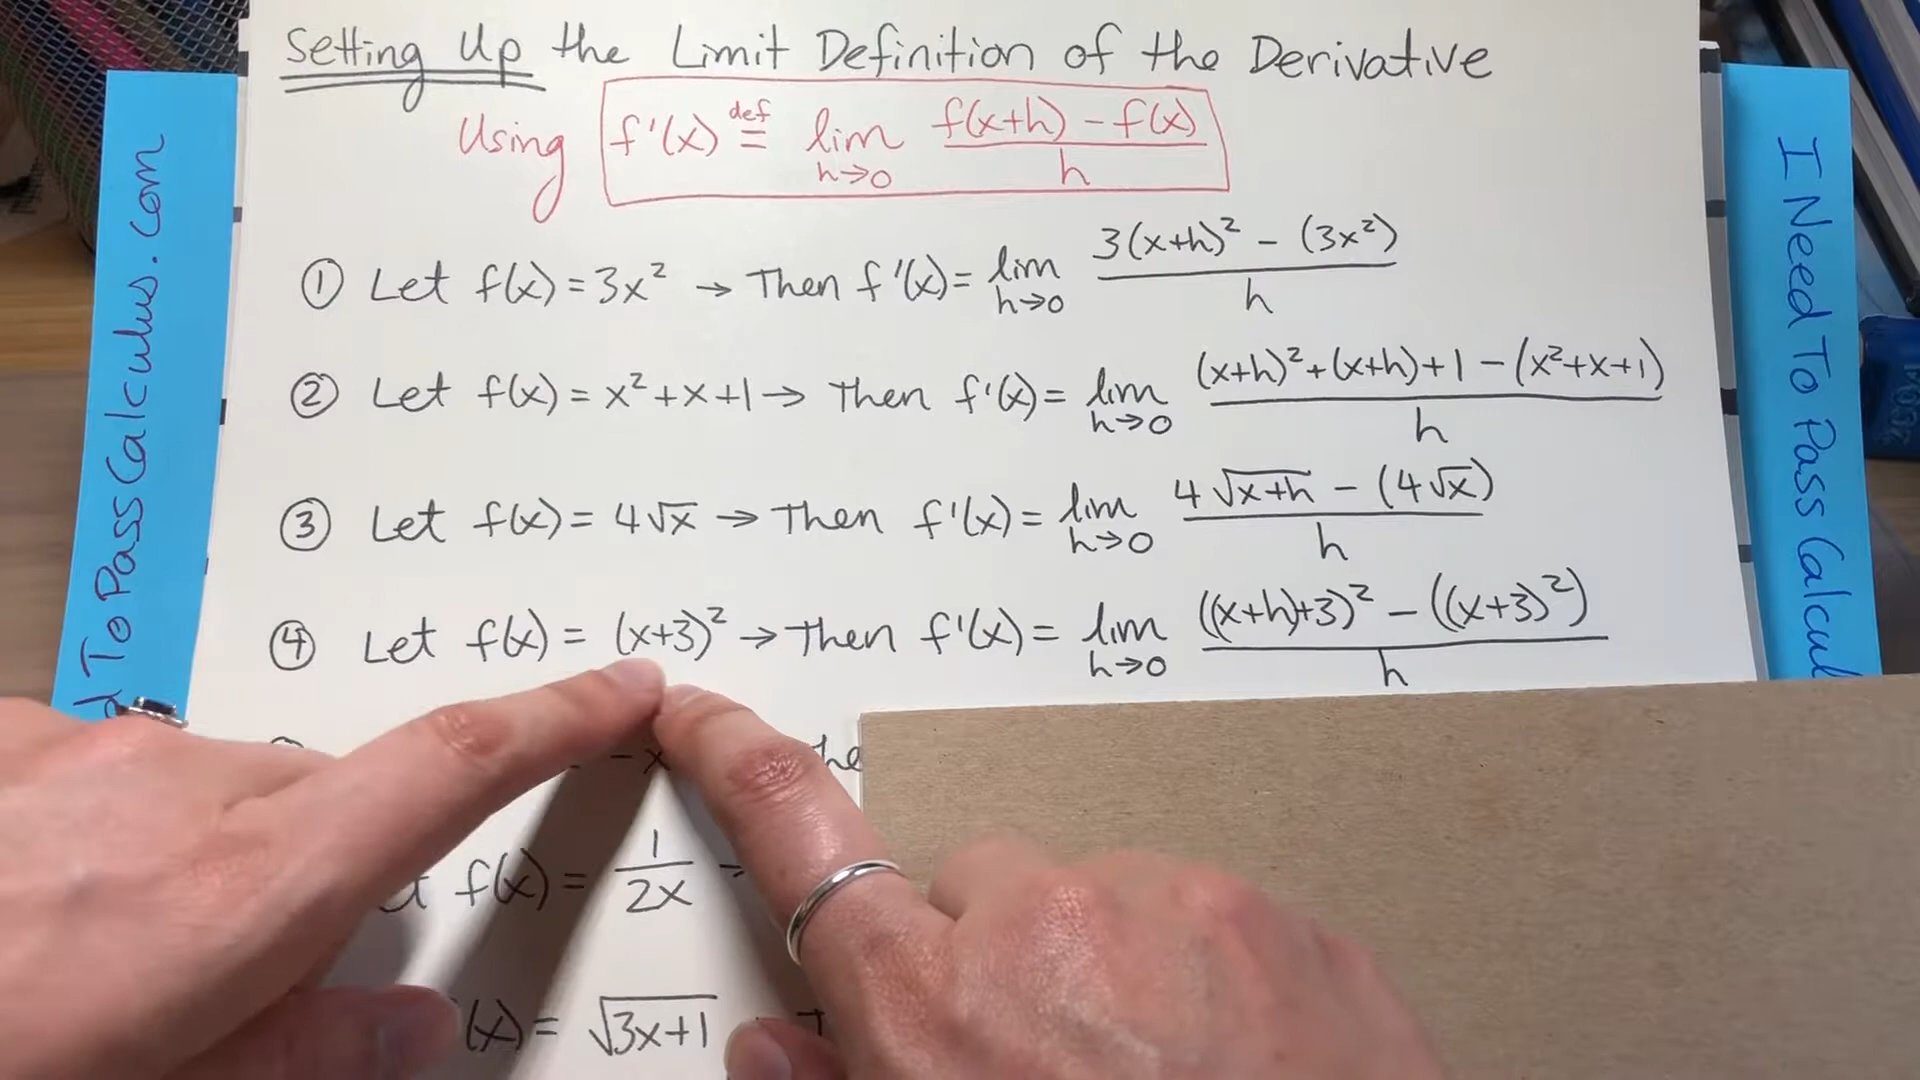 Setting Up the Limit Definition of the Derivative
Using f'(x) def= lim h→0 (f(x+h) - f(x))/h
① Let f(x) = 3x² → Then f'(x) = lim h→0 (3(x+h)² - (3x²))/h
② Let f(x) = x² + x + 1 → Then f'(x) = lim h→0 ((x+h)² + (x+h) + 1 - (x²+x+1))/h
③ Let f(x) = 4√x → Then f'(x) = lim h→0 (4√(x+h) - (4√x))/h
④ Let f(x) = (x+3)² → Then f'(x) = lim h→0 (((x+h)+3)² - ((x+3)²))/h
- x
f(x) = 1/(2x) →
(x) = √(3x+1)
d To Pass Calculus.com
I Need To Pass Calcul